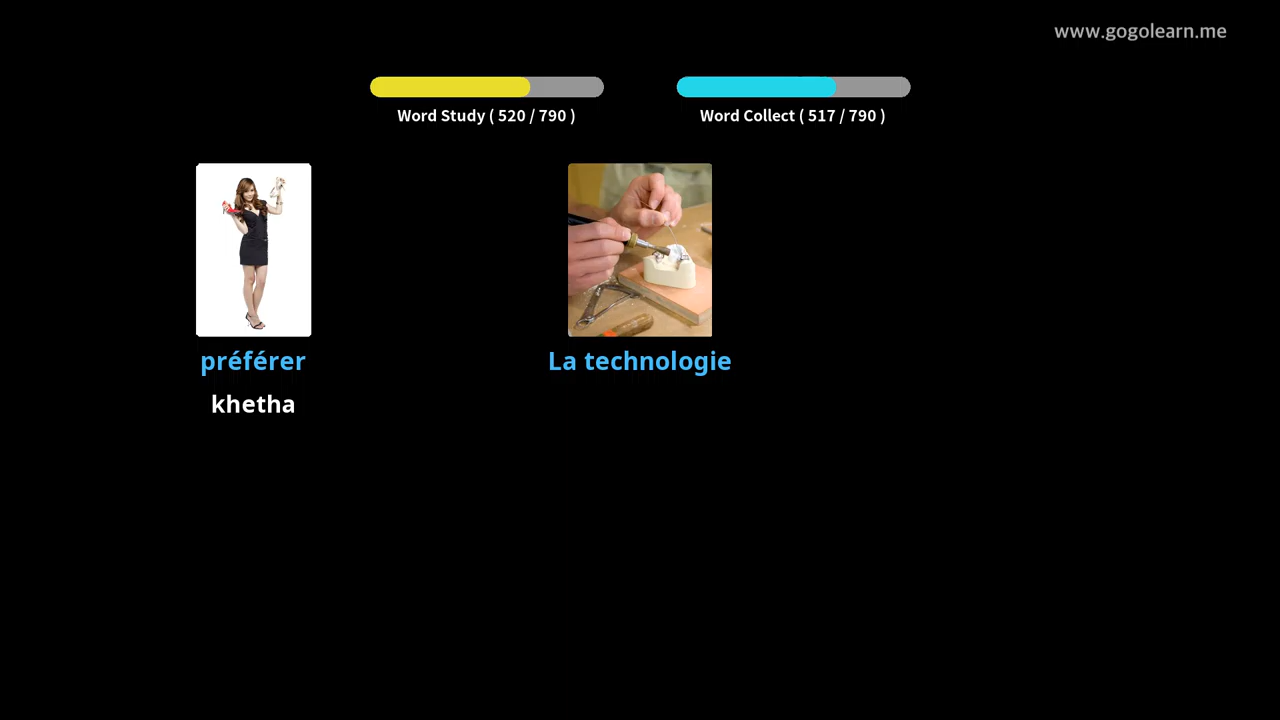 www.gogolearn.me
Word Study ( 520 / 790 )
Word Collect ( 517 / 790 )
préférer
La technologie
khetha